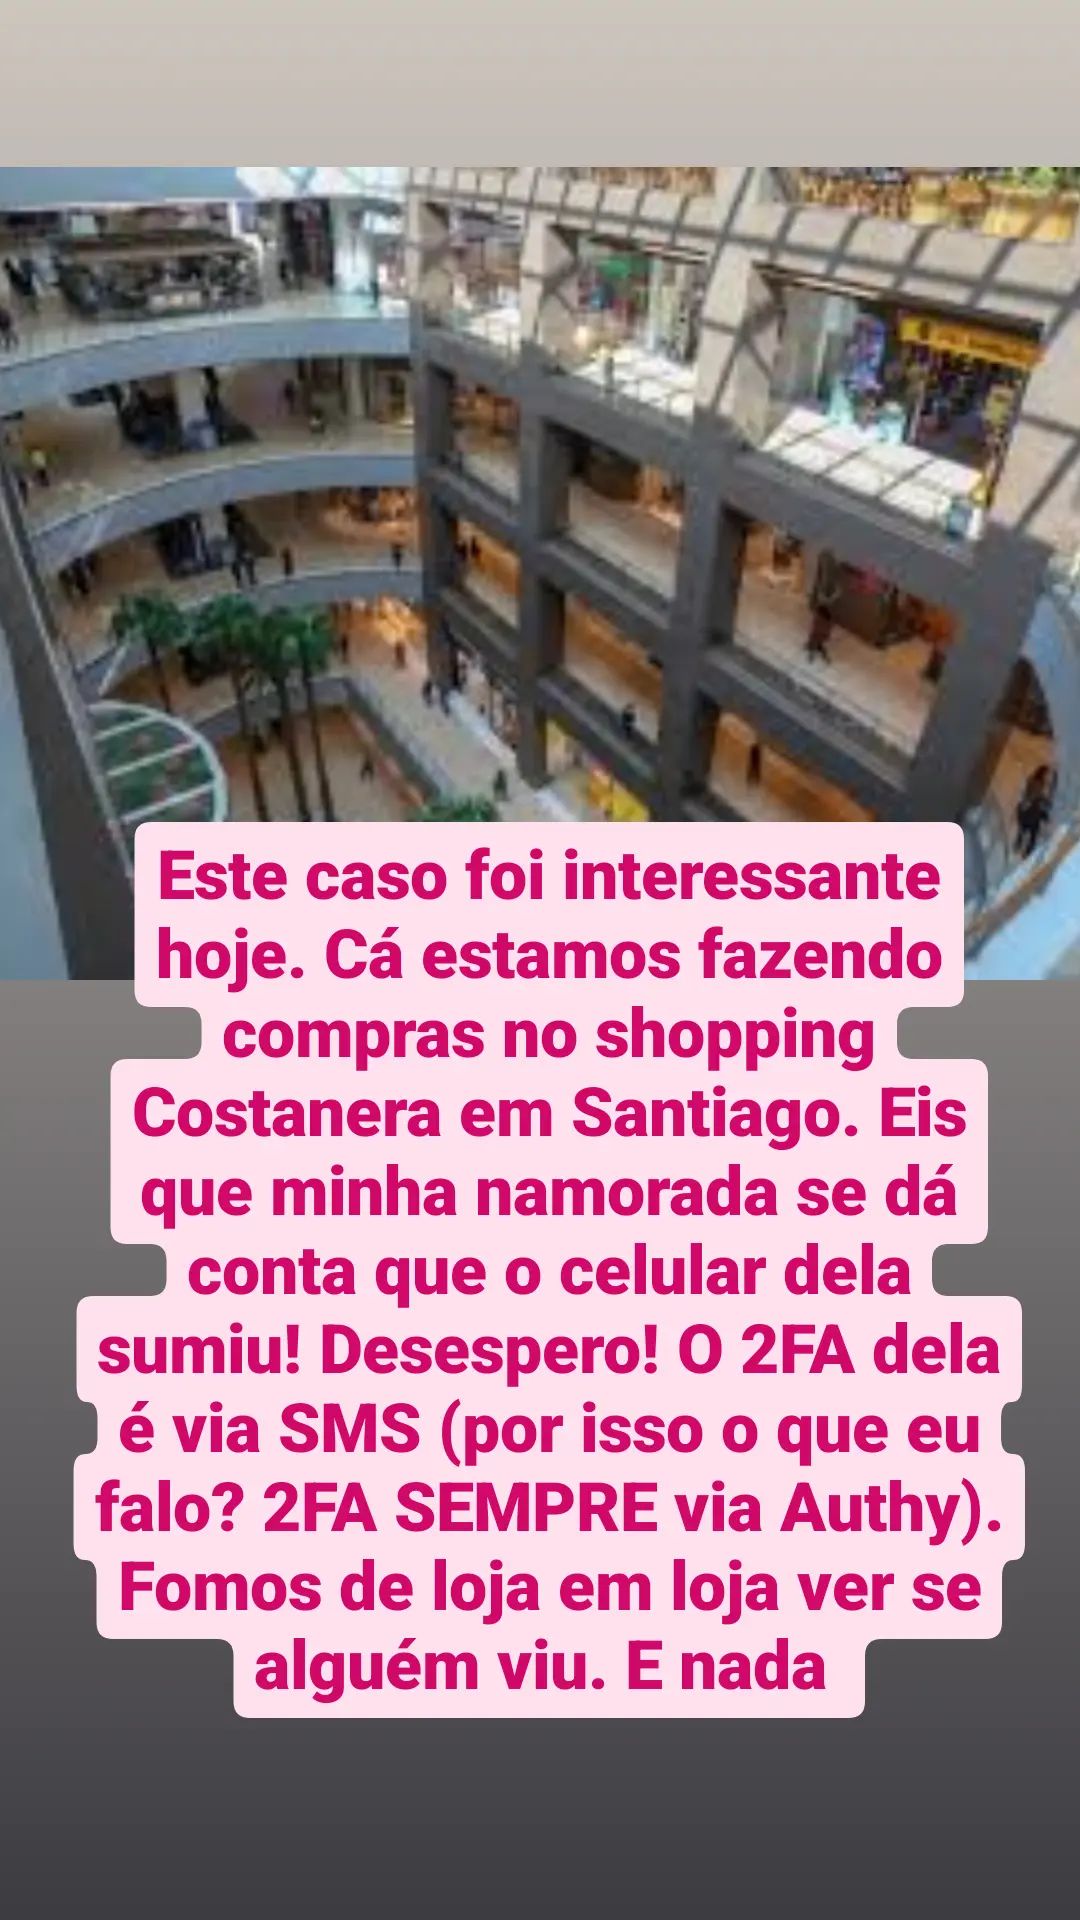 Este caso foi interessante
hoje. Cá estamos fazendo
compras no shopping
Costanera em Santiago. Eis
que minha namorada se dá
conta que o celular dela
sumiu! Desespero! O 2FA dela
é via SMS (por isso o que eu
falo? 2FA SEMPRE via Authy).
Fomos de loja em loja ver se
alguém viu. E nada